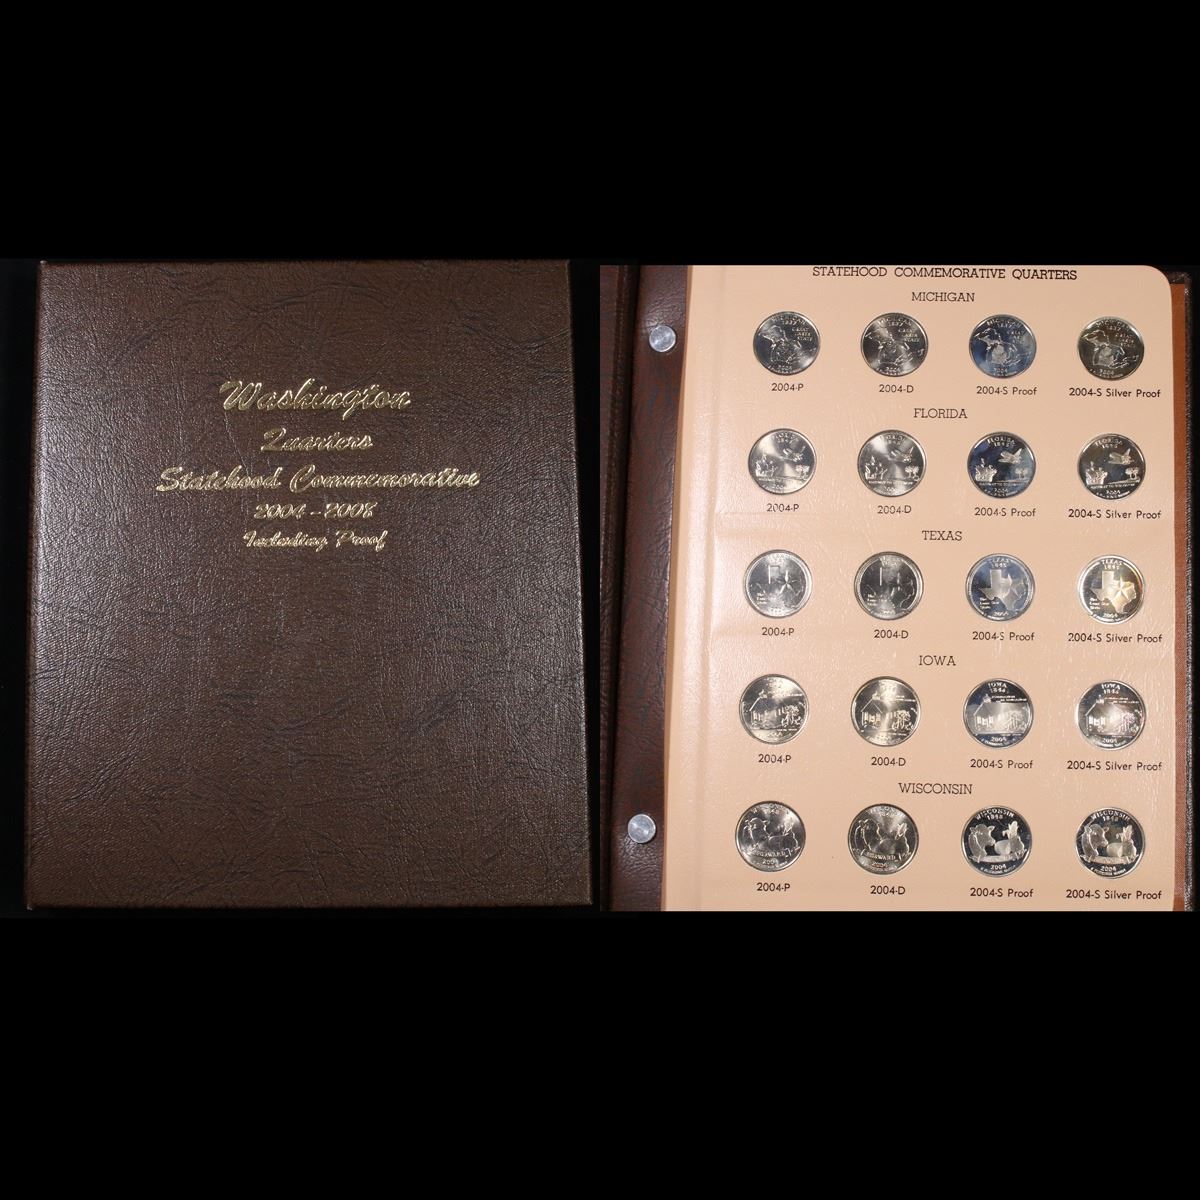 Washington
Quarters
Statehood Commemorative
2004-2008
Including Proof
STATEHOOD COMMEMORATIVE QUARTERS
MICHIGAN
2004-P 2004-D 2004-S Proof 2004-S Silver Proof
FLORIDA
2004-P 2004-D 2004-S Proof 2004-S Silver Proof
TEXAS
2004-P 2004-D 2004-S Proof 2004-S Silver Proof
IOWA
2004-P 2004-D 2004-S Proof 2004-S Silver Proof
WISCONSIN
2004-P 2004-D 2004-S Proof 2004-S Silver Proof